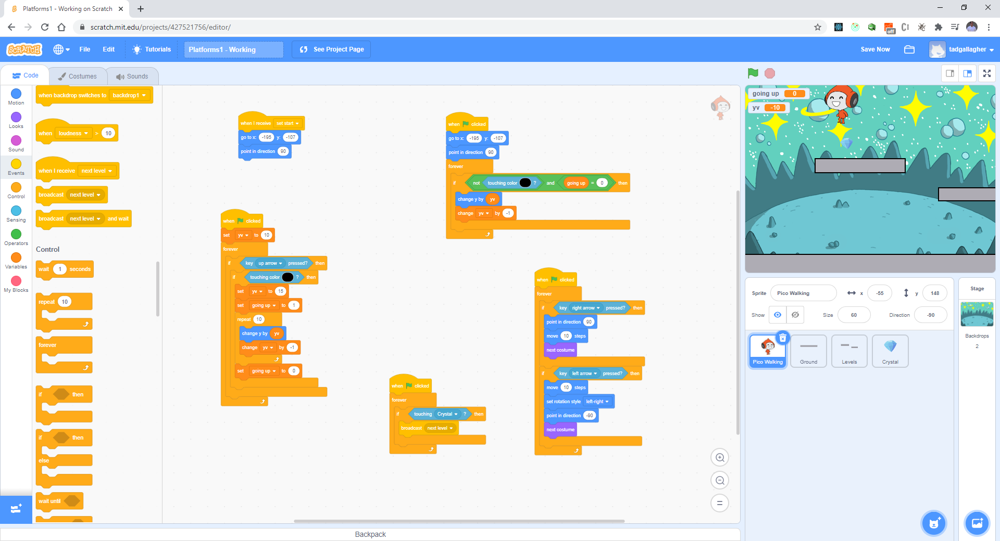 Platforms1 - Working on Scratch
scratch.mit.edu/projects/427521756/editor/
off
SCRATCH
File
Edit
Tutorials
Platforms1 - Working
See Project Page
Save Now
tadgallagher
Code
Costumes
Sounds
Motion
Looks
Sound
Events
Control
Sensing
Operators
Variables
My Blocks
when backdrop switches to backdrop1
when loudness > 10
when I receive next level
broadcast next level
broadcast next level and wait
Control
wait 1 seconds
repeat 10
forever
if then
if then
else
wait until
when I receive set start
go to x: -195 y: -107
point in direction 90
when clicked
set yv to 10
forever
if key up arrow pressed? then
if touching color ? then
set yv to 15
set going up to 1
repeat 10
change y by yv
change yv by -1
set going up to 0
when clicked
go to x: -195 y: -107
point in direction 90
forever
if not touching color ? and going up = 0 then
change y by yv
change yv by -1
when clicked
forever
if touching Crystal ? then
broadcast next level
when clicked
forever
if key right arrow pressed? then
point in direction 90
move 10 steps
next costume
if key left arrow pressed? then
move 10 steps
set rotation style left-right
point in direction -90
next costume
Backpack
going up 0
yv -10
Sprite Pico Walking x -55 y 148
Show Size 60 Direction -90
Pico Walking
Ground
Levels
Crystal
Stage
Backdrops
2